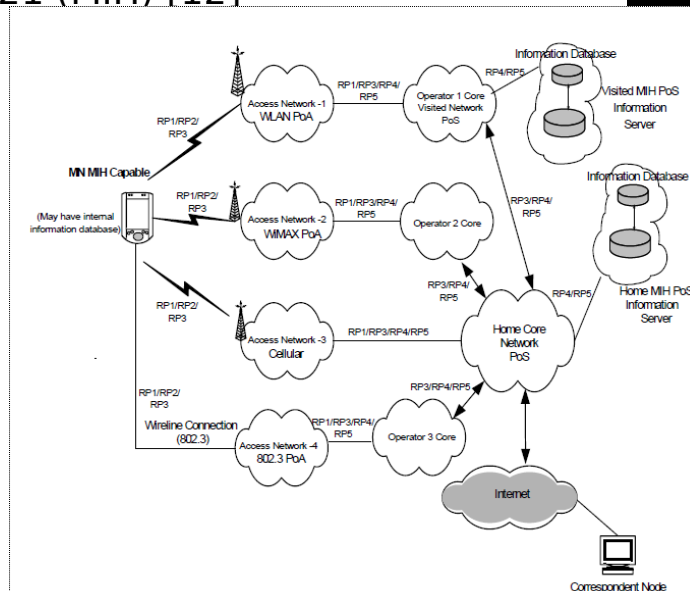 21 (MIH) [12]
Information Database
RP4/RP5
Visited MIH PoS
Information
Server
RP1/RP3/RP4/
RP5
Access Network -1
WLAN PoA
Operator 1 Core
Visited Network
PoS
RP1/RP2/
RP3
MN MIH Capable
(May have internal
information database)
RP1/RP2/
RP3
Access Network -2
WiMAX PoA
RP1/RP3/RP4/
RP5
Operator 2 Core
RP3/RP4/
RP5
Information Database
Home MIH PoS
Information
Server
RP3/RP4/
RP5
RP4/RP5
RP1/RP2/
RP3
Access Network -3
Cellular
RP1/RP3/RP4/RP5
Home Core
Network
PoS
RP1/RP2/
RP3
Wireline Connection
(802.3)
Access Network -4
802.3 PoA
RP1/RP3/RP4/
RP5
RP3/RP4/RP5
Operator 3 Core
Internet
Correspondent Node